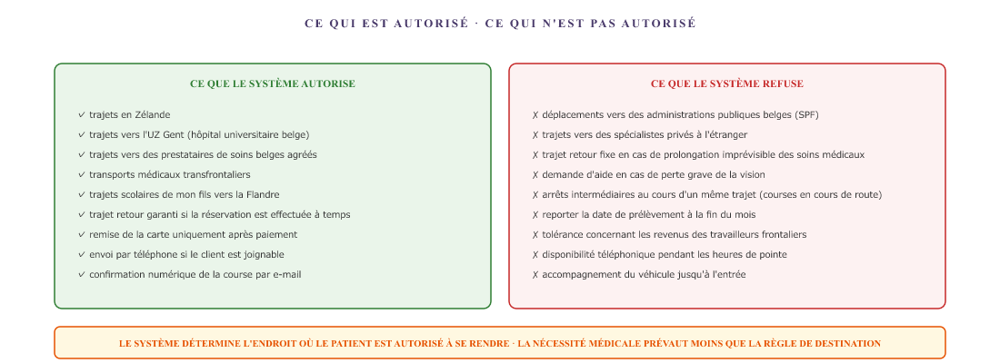 CE QUI EST AUTORISÉ · CE QUI N'EST PAS AUTORISÉ
CE QUE LE SYSTÈME AUTORISE
✓ trajets en Zélande
✓ trajets vers l'UZ Gent (hôpital universitaire belge)
✓ trajets vers des prestataires de soins belges agréés
✓ transports médicaux transfrontaliers
✓ trajets scolaires de mon fils vers la Flandre
✓ trajet retour garanti si la réservation est effectuée à temps
✓ remise de la carte uniquement après paiement
✓ envoi par téléphone si le client est joignable
✓ confirmation numérique de la course par e-mail
CE QUE LE SYSTÈME REFUSE
✗ déplacements vers des administrations publiques belges (SPF)
✗ trajets vers des spécialistes privés à l'étranger
✗ trajet retour fixe en cas de prolongation imprévisible des soins médicaux
✗ demande d'aide en cas de perte grave de la vision
✗ arrêts intermédiaires au cours d'un même trajet (courses en cours de route)
✗ reporter la date de prélèvement à la fin du mois
✗ tolérance concernant les revenus des travailleurs frontaliers
✗ disponibilité téléphonique pendant les heures de pointe
✗ accompagnement du véhicule jusqu'à l'entrée
LE SYSTÈME DÉTERMINE L'ENDROIT OÙ LE PATIENT EST AUTORISÉ À SE RENDRE · LA NÉCESSITÉ MÉDICALE PRÉVAUT MOINS QUE LA RÈGLE DE DESTINATION